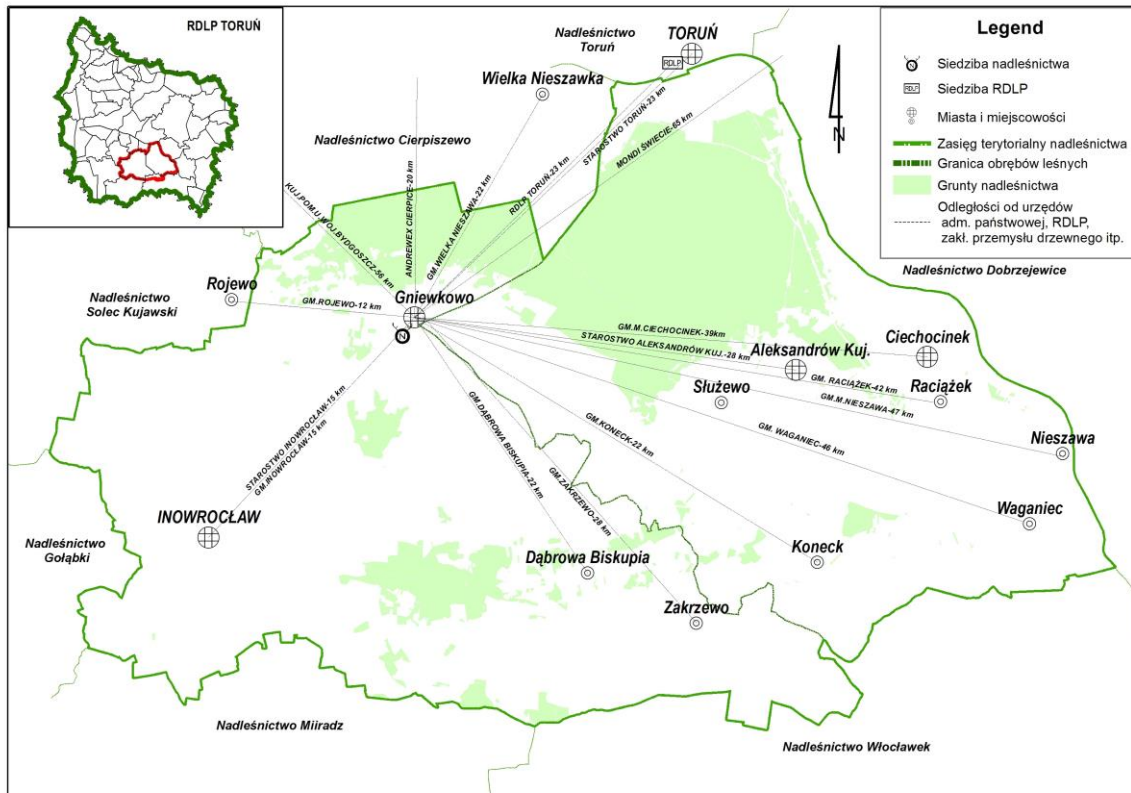 RDLP TORUŃ
Nadleśnictwo
Toruń
TORUŃ
RDLP
Wielka Nieszawka
Nadleśnictwo Cierpiszewo
N
Legend
N
Siedziba nadleśnictwa
RDLP
Siedziba RDLP
Miasta i miejscowości
Zasięg terytorialny nadleśnictwa
Granica obrębów leśnych
Grunty nadleśnictwa
Odległości od urzędów
adm. państwowej, RDLP,
zakł. przemysłu drzewnego itp.
KUJ.POM.U.WOJ.BYDGOSZCZ-56 km
ANDREWEX CIERPICE-20 km
GM.WIELKA NIESZAWA-22 km
RDLP TORUŃ-23 km
STAROSTWO TORUŃ-23 km
MONDI ŚWIECIE-65 km
Nadleśnictwo Dobrzejewice
Rojewo
Nadleśnictwo
Solec Kujawski
GM.ROJEWO-12 km
Gniewkowo
N
GM.M.CIECHOCINEK-39km
STAROSTWO ALEKSANDRÓW KUJ.-28 km
Ciechocinek
Aleksandrów Kuj.
GM. RACIĄŻEK-42 km
GM.M.NIESZAWA-47 km
Raciążek
Służewo
Nieszawa
GM. WAGANIEC-46 km
Waganiec
GM.KONECK-22 km
GM.DĄBROWA BISKUPIA-22 km
GM.ZAKRZEWO-28 km
STAROSTWO INOWROCŁAW-15 km
GM.INOWROCŁAW-15 km
INOWROCŁAW
Nadleśnictwo
Gołąbki
Dąbrowa Biskupia
Koneck
Zakrzewo
Nadleśnictwo Miiradz
Nadleśnictwo Włocławek